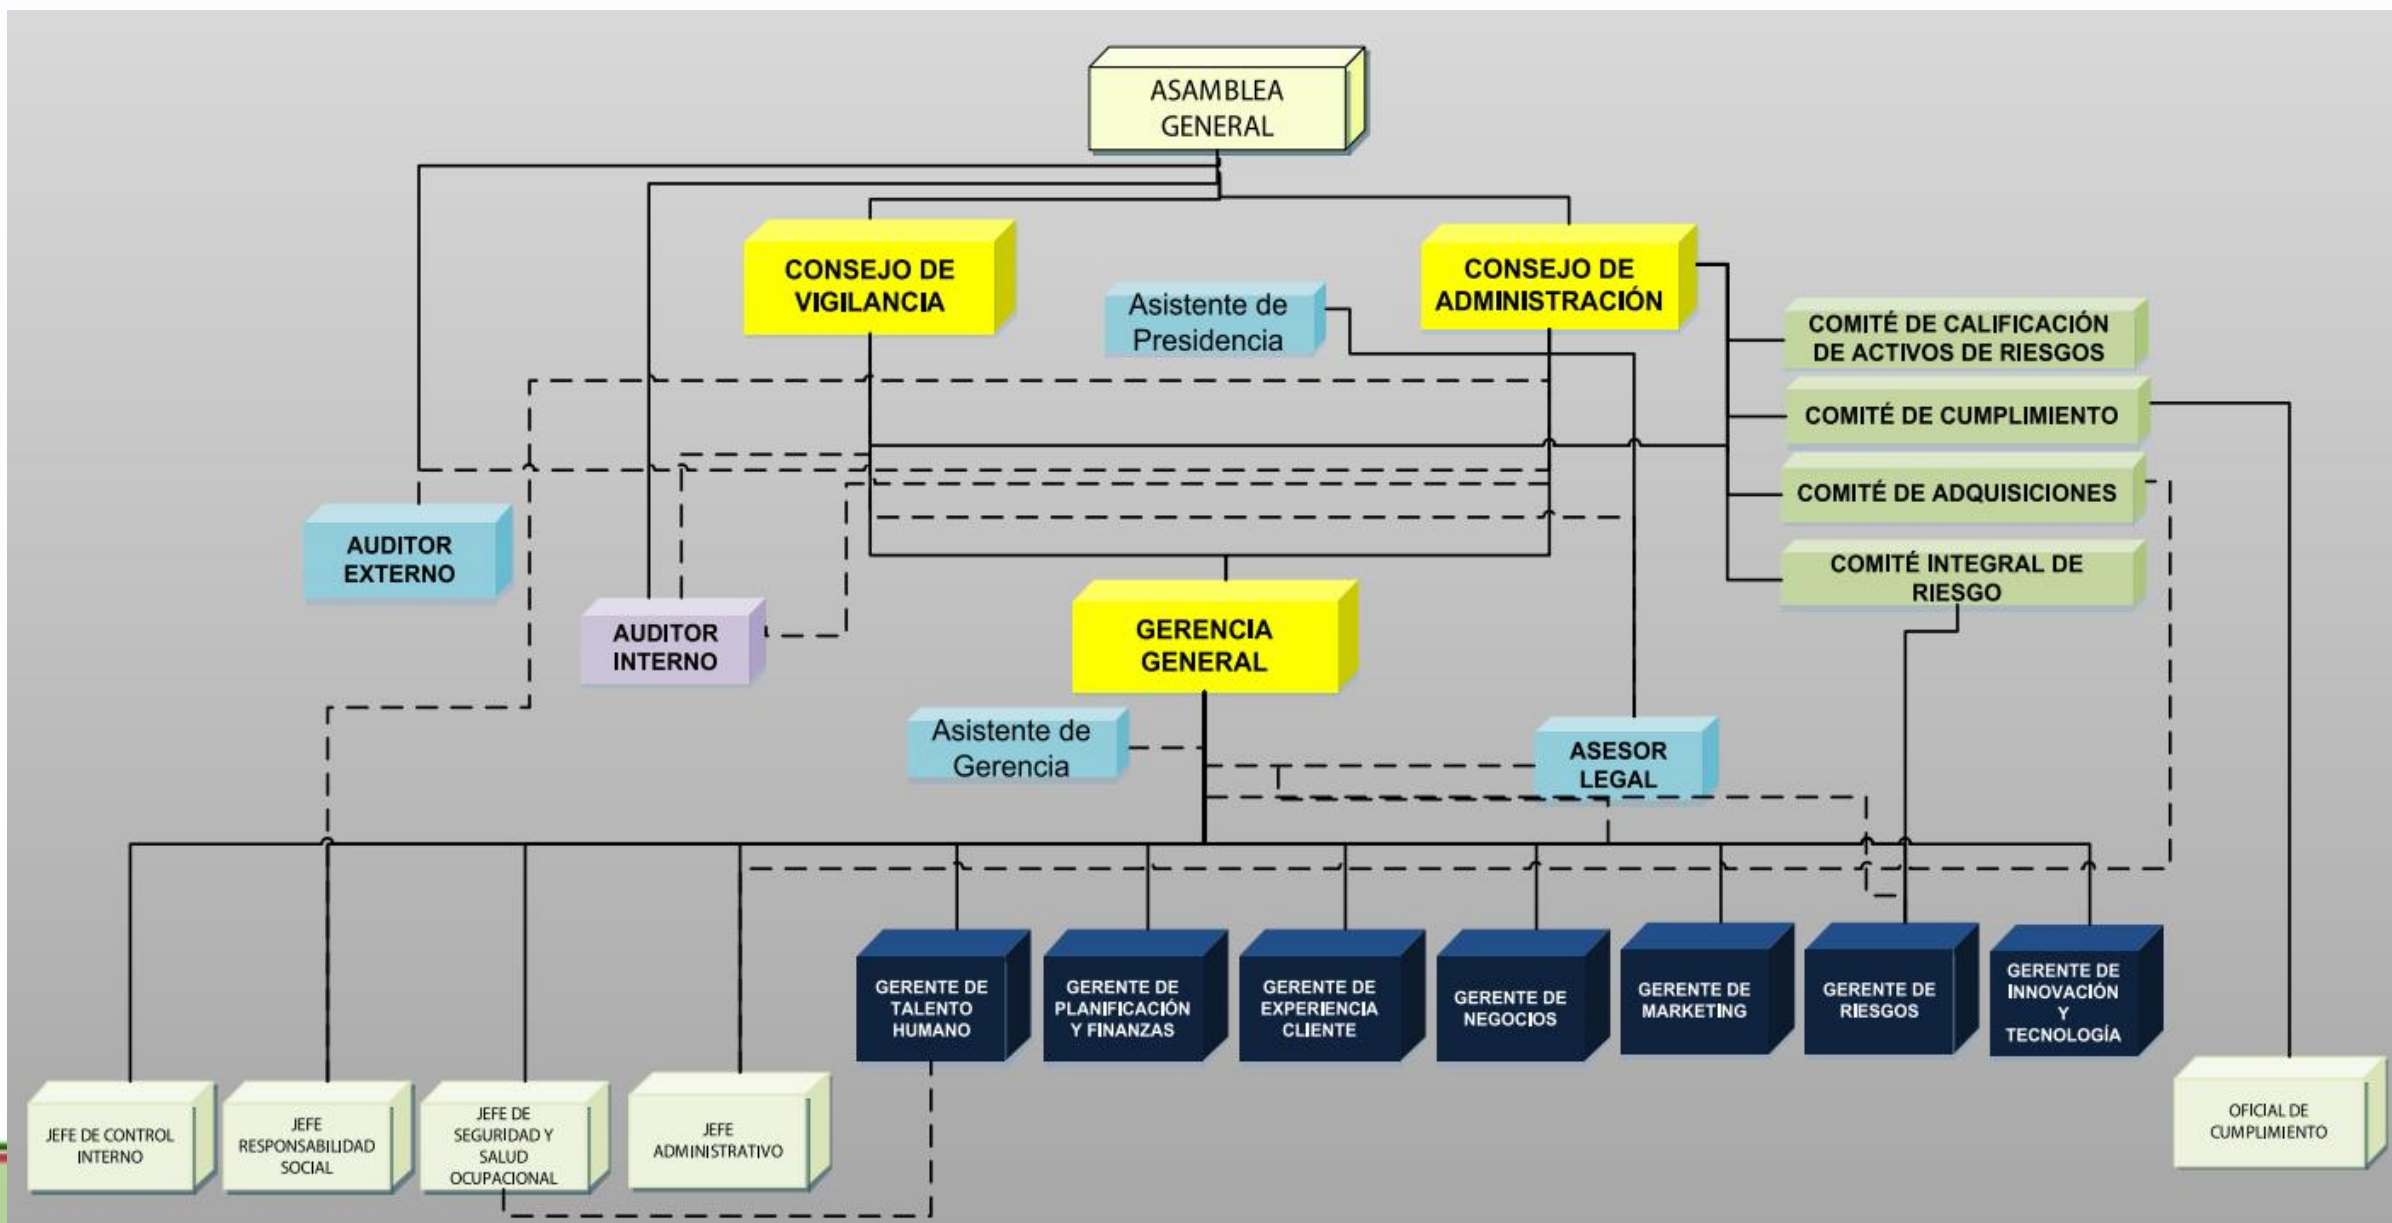 ASAMBLEA
GENERAL
CONSEJO DE
VIGILANCIA
CONSEJO DE
ADMINISTRACIÓN
Asistente de
Presidencia
COMITÉ DE CALIFICACIÓN
DE ACTIVOS DE RIESGOS
COMITÉ DE CUMPLIMIENTO
COMITÉ DE ADQUISICIONES
COMITÉ INTEGRAL DE
RIESGO
AUDITOR
EXTERNO
AUDITOR
INTERNO
GERENCIA
GENERAL
Asistente de
Gerencia
ASESOR
LEGAL
GERENTE DE
TALENTO
HUMANO
GERENTE DE
PLANIFICACIÓN
Y FINANZAS
GERENTE DE
EXPERIENCIA
CLIENTE
GERENTE DE
NEGOCIOS
GERENTE DE
MARKETING
GERENTE DE
RIESGOS
GERENTE DE
INNOVACIÓN
Y
TECNOLOGÍA
JEFE DE CONTROL
INTERNO
JEFE
RESPONSABILIDAD
SOCIAL
JEFE DE
SEGURIDAD Y
SALUD
OCUPACIONAL
JEFE
ADMINISTRATIVO
OFICIAL DE
CUMPLIMIENTO